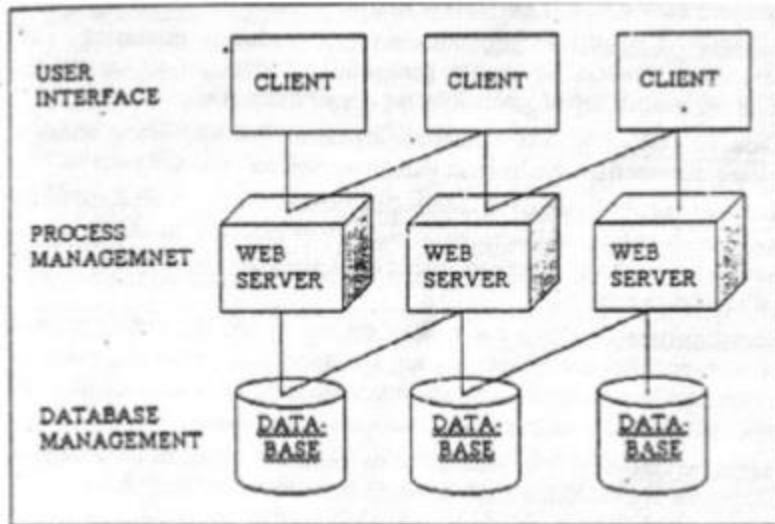 USER
INTERFACE
CLIENT
CLIENT
CLIENT
PROCESS
MANAGEMNET
WEB
SERVER
WEB
SERVER
WEB
SERVER
DATABASE
MANAGEMENT
DATA-
BASE
DATA-
BASE
DATA-
BASE